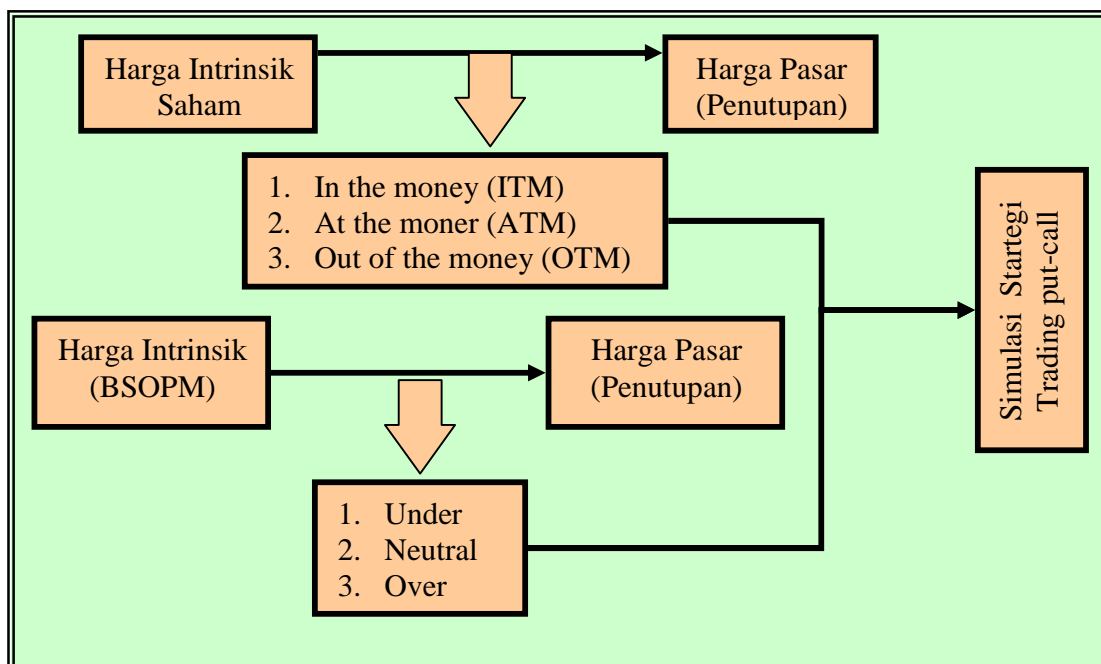 Harga Intrinsik
Saham
Harga Pasar
(Penutupan)
1. In the money (ITM)
2. At the moner (ATM)
3. Out of the money (OTM)
Harga Intrinsik
(BSOPM)
Harga Pasar
(Penutupan)
1. Under
2. Neutral
3. Over
Simulasi Startegi
Trading put-call